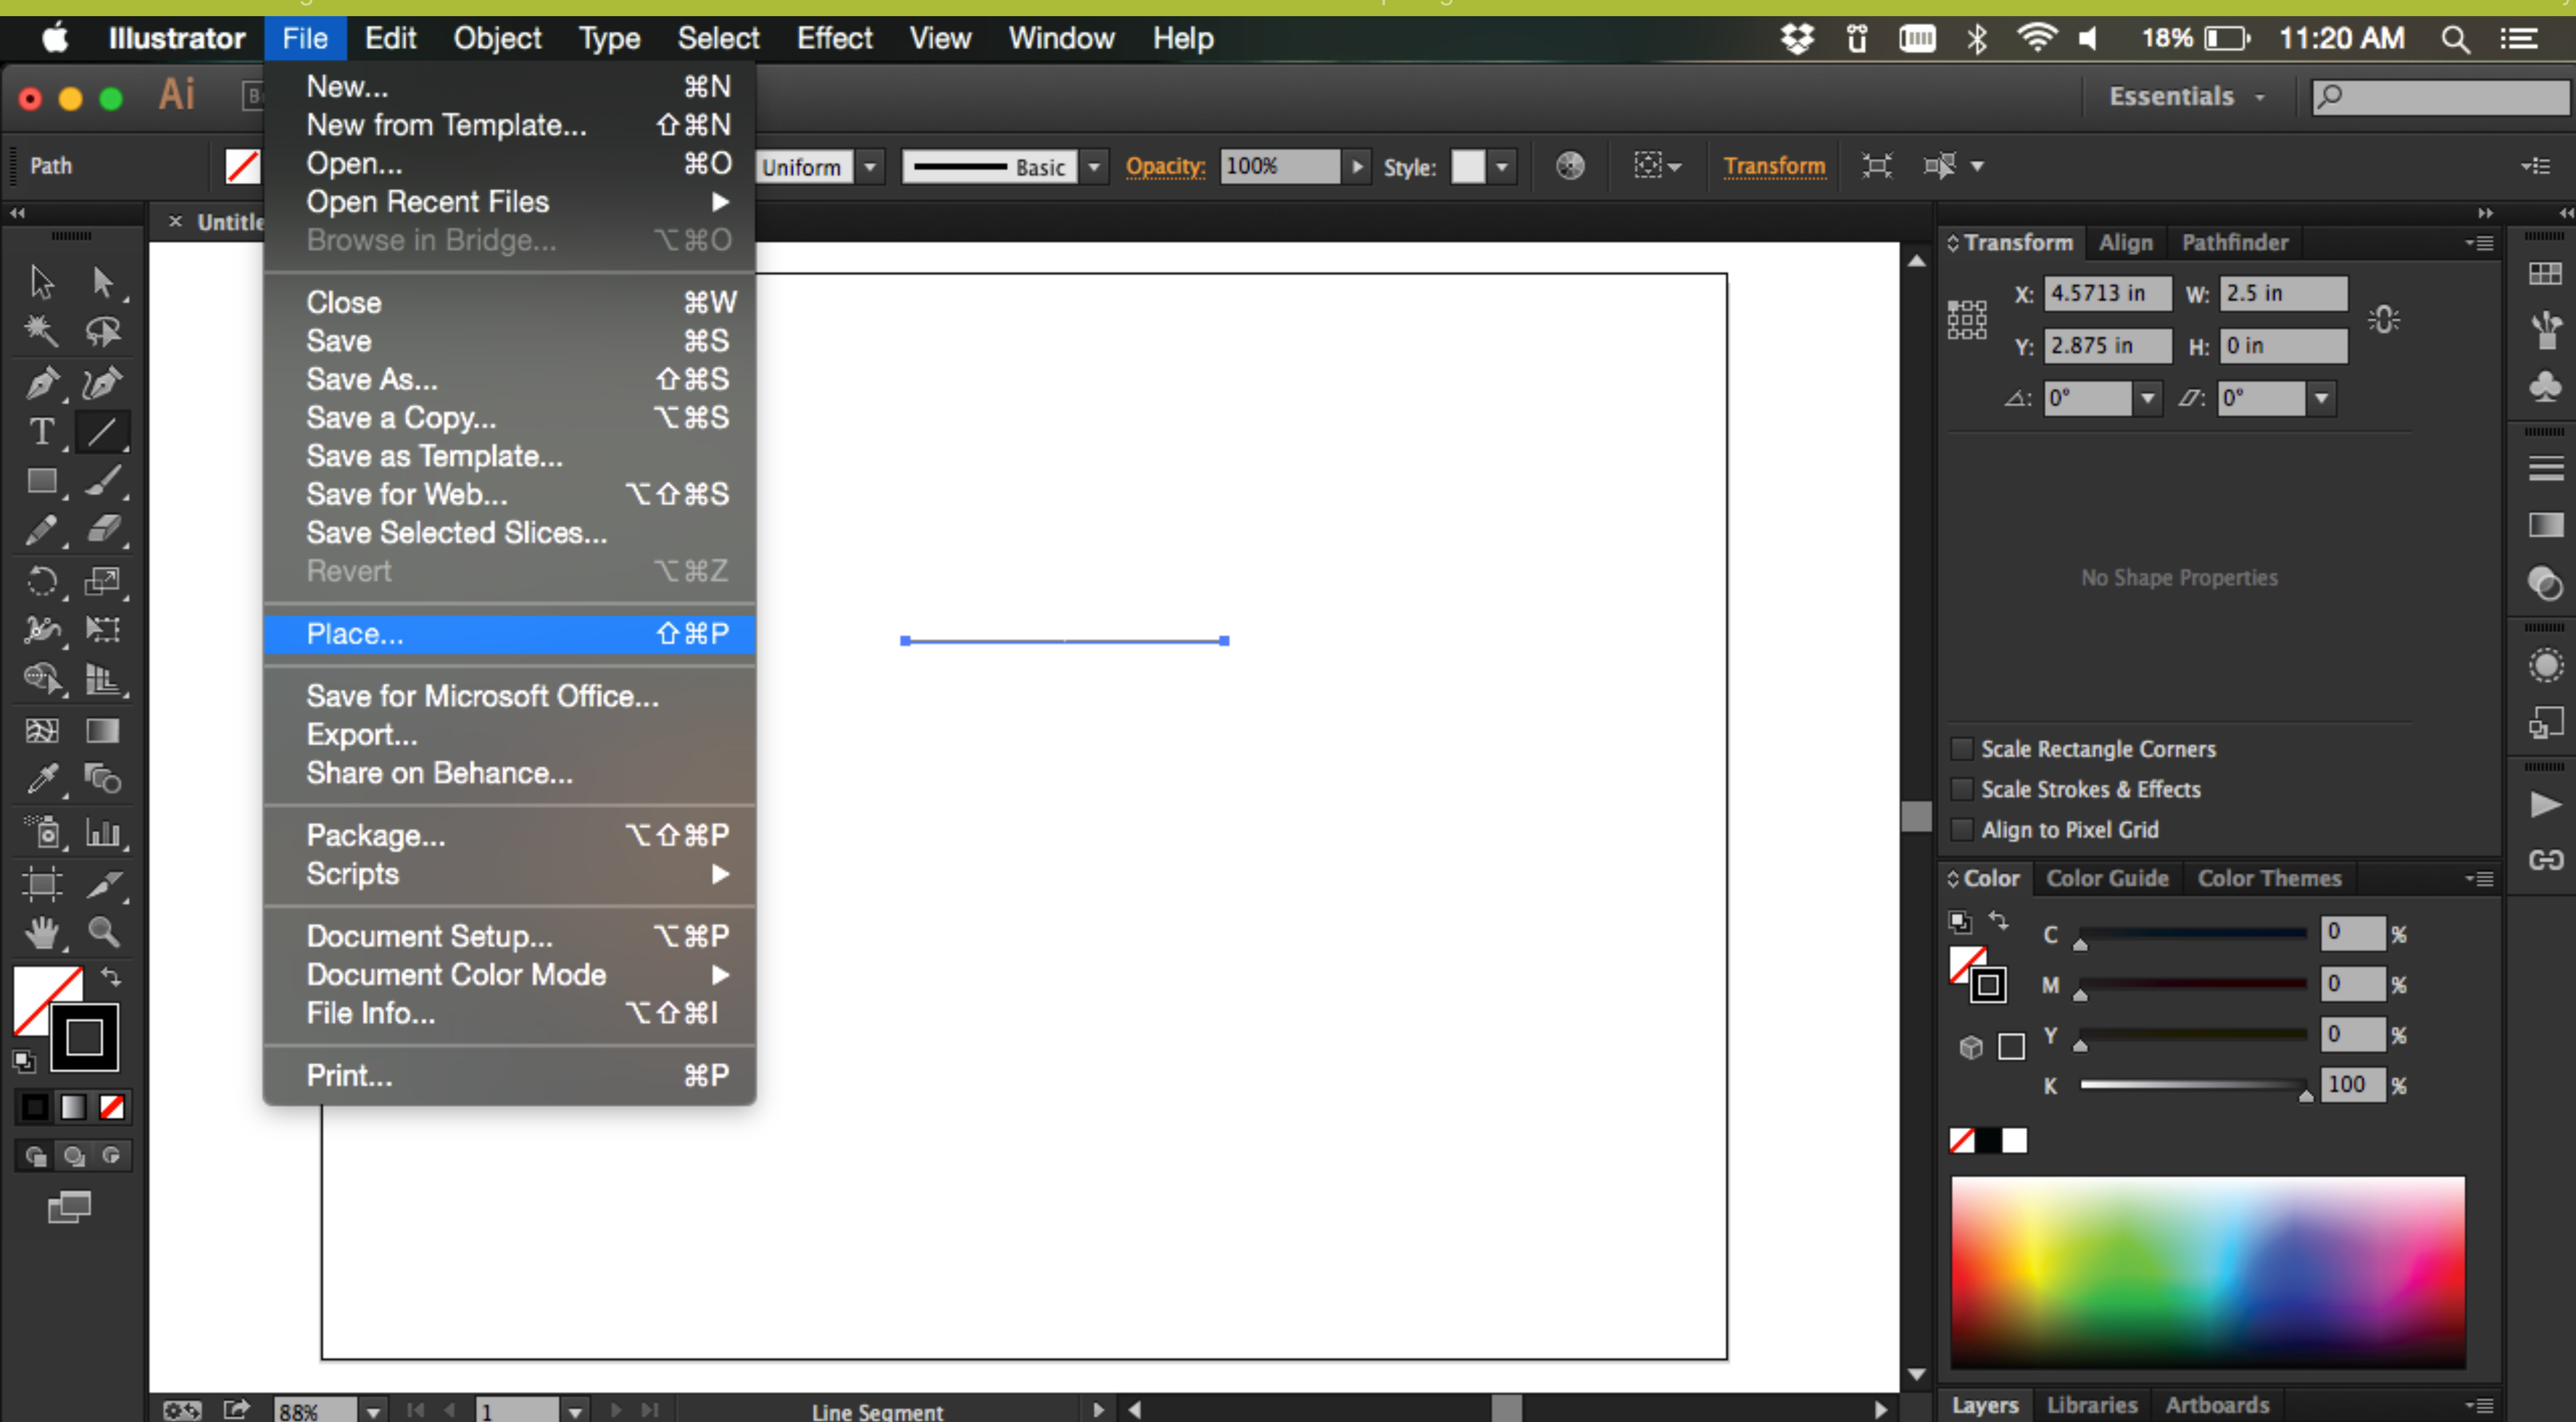 Illustrator File Edit Object Type Select Effect View Window Help 18% 11:20 AM
Ai Essentials
Path Uniform Basic Opacity: 100% Style: Transform
Untitle
New... ⌘N
New from Template... ⇧⌘N
Open... ⌘O
Open Recent Files ▶
Browse in Bridge... ⌥⌘O
Close ⌘W
Save ⌘S
Save As... ⇧⌘S
Save a Copy... ⌥⌘S
Save as Template...
Save for Web... ⌥⇧⌘S
Save Selected Slices...
Revert ⌥⌘Z
Place... ⇧⌘P
Save for Microsoft Office...
Export...
Share on Behance...
Package... ⌥⇧⌘P
Scripts ▶
Document Setup... ⌥⌘P
Document Color Mode ▶
File Info... ⌥⇧⌘I
Print... ⌘P
Transform Align Pathfinder
X: 4.5713 in W: 2.5 in
Y: 2.875 in H: 0 in
0° 0°
No Shape Properties
Scale Rectangle Corners
Scale Strokes & Effects
Align to Pixel Grid
Color Color Guide Color Themes
C 0 %
M 0 %
Y 0 %
K 100 %
Layers Libraries Artboards
88% 1 Line Segment